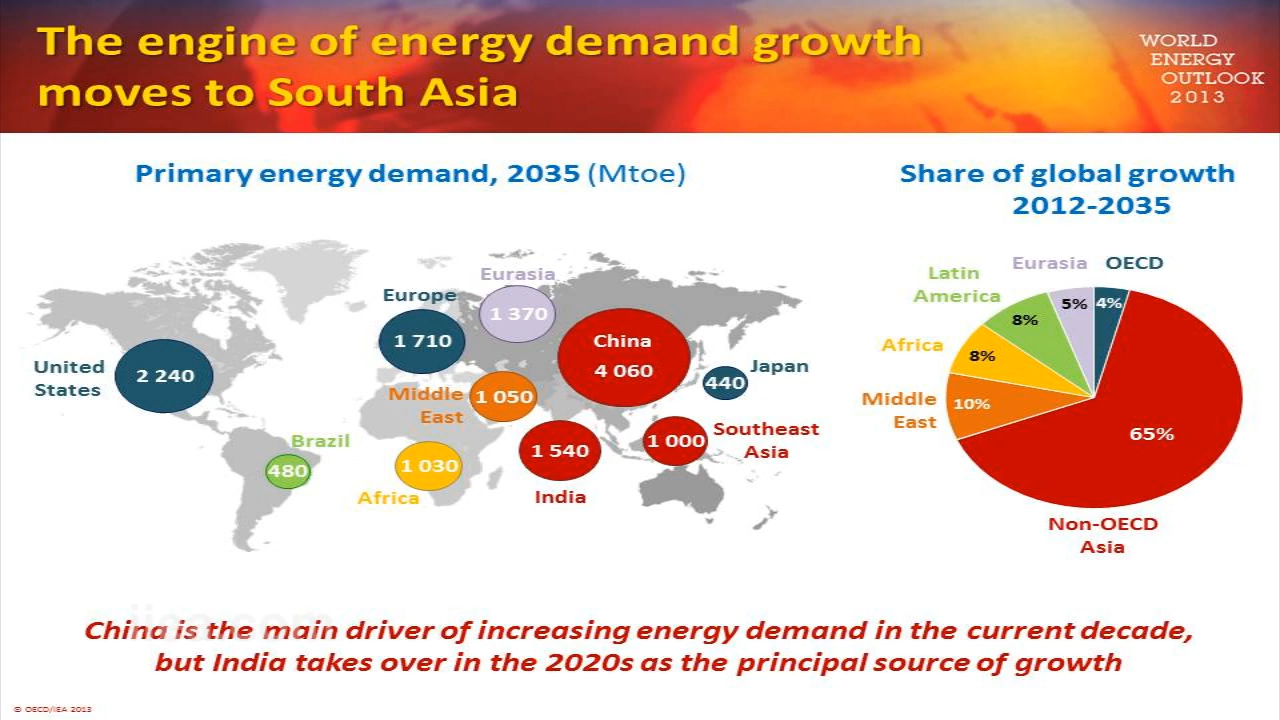 The engine of energy demand growth
moves to South Asia
WORLD
ENERGY
OUTLOOK
2013
Primary energy demand, 2035 (Mtoe)
Share of global growth
2012-2035
United
States
2 240
Brazil
480
Europe
1 710
Eurasia
1 370
Middle
East
1 050
Africa
1 030
China
4 060
India
1 540
Japan
440
Southeast
Asia
1 000
OECD
4%
Eurasia
5%
Latin
America
8%
Africa
8%
Middle
East
10%
65%
Non-OECD
Asia
China is the main driver of increasing energy demand in the current decade,
but India takes over in the 2020s as the principal source of growth
© OECD/IEA 2013